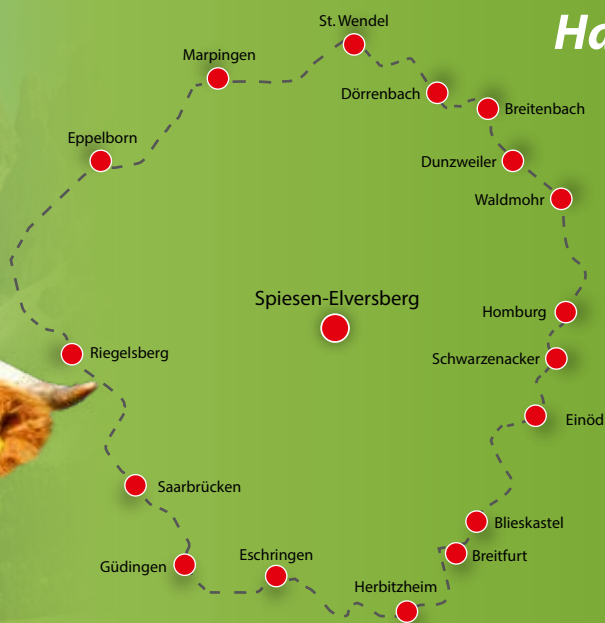 Ho
St. Wendel
Marpingen
Dörrenbach
Breitenbach
Eppelborn
Dunzweiler
Waldmohr
Spiesen-Elversberg
Homburg
Riegelsberg
Schwarzenacker
Einöd
Saarbrücken
Blieskastel
Eschringen
Breitfurt
Güdingen
Herbitzheim